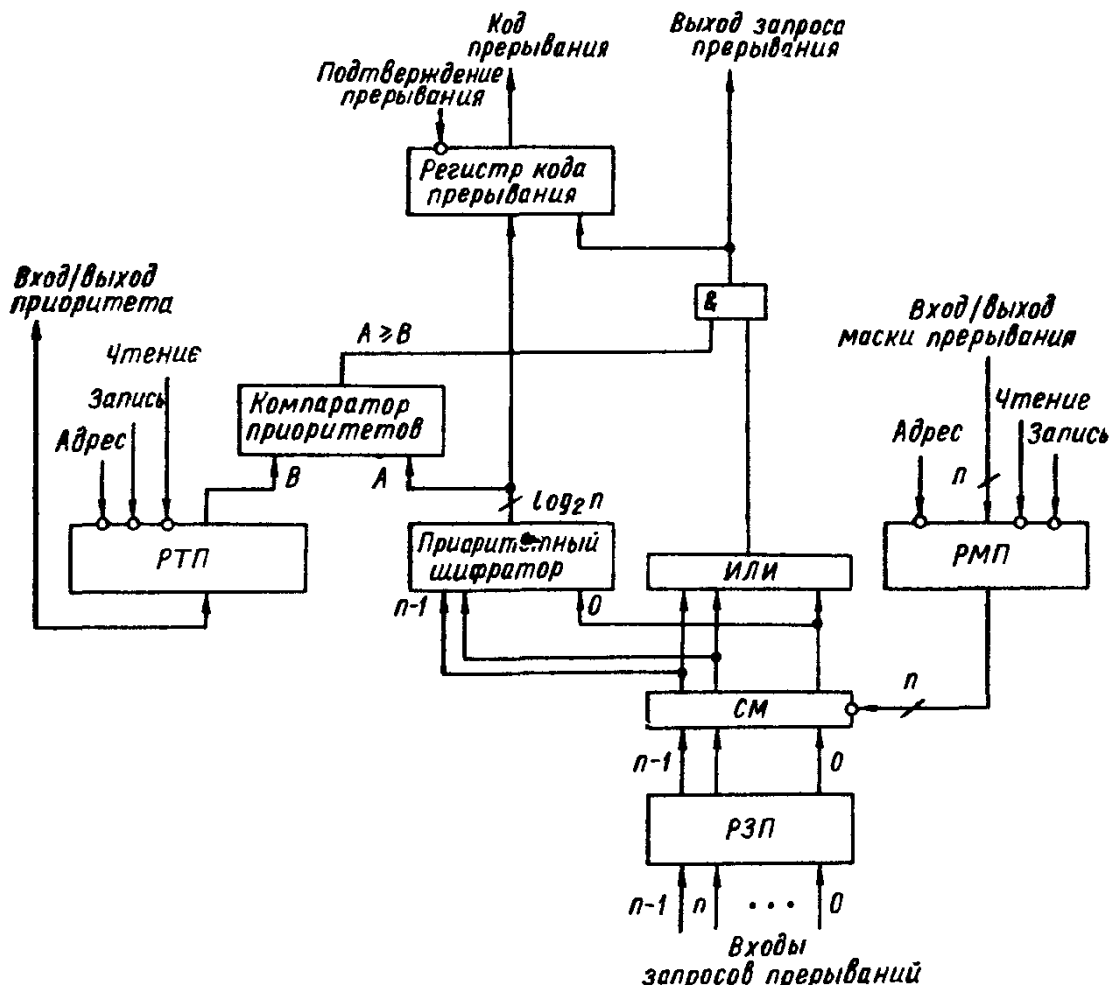 Код
прерывания
Выход запроса
прерывания
Подтверждение
прерывания
Регистр кода
прерывания
Вход/выход
приоритета
&
Вход/выход
маски прерывания
A ≥ B
Чтение
Запись
Адрес
Компаратор
приоритетов
Чтение
Адрес
Запись
B
A
n
log₂n
РТП
Приоритетный
шифратор
ИЛИ
РМП
n-1
0
n
СМ
n-1
0
РЗП
n-1
n
...
0
Входы
запросов прерываний